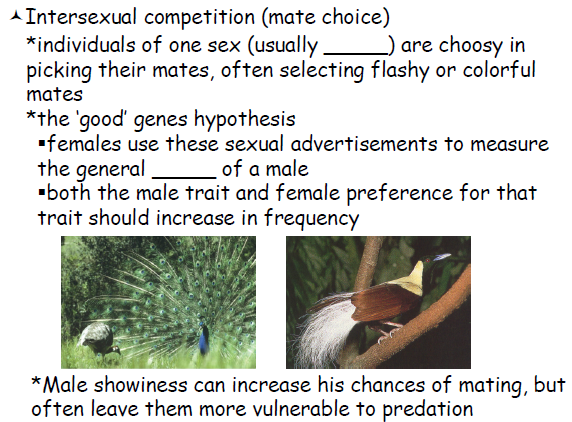 Intersexual competition (mate choice)
*individuals of one sex (usually _____) are choosy in
picking their mates, often selecting flashy or colorful
mates
*the ‘good’ genes hypothesis
▪females use these sexual advertisements to measure
the general _____ of a male
▪both the male trait and female preference for that
trait should increase in frequency
*Male showiness can increase his chances of mating, but
often leave them more vulnerable to predation